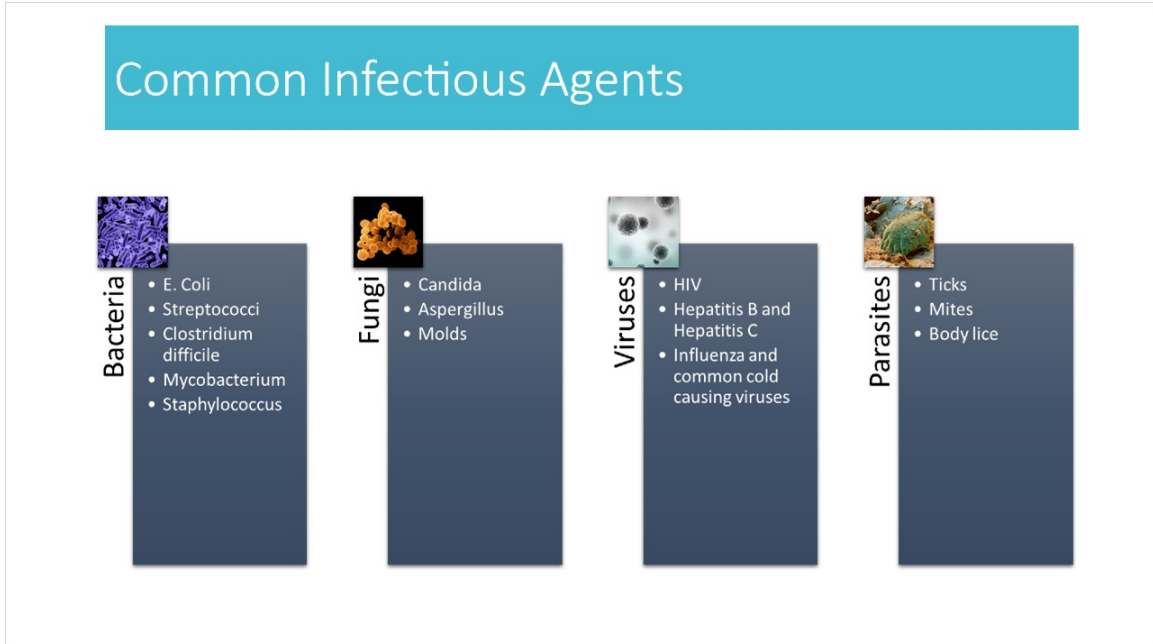 Common Infectious Agents
Bacteria
• E. Coli
• Streptococci
• Clostridium
difficile
• Mycobacterium
• Staphylococcus
Fungi
• Candida
• Aspergillus
• Molds
Viruses
• HIV
• Hepatitis B and
Hepatitis C
• Influenza and
common cold
causing viruses
Parasites
• Ticks
• Mites
• Body lice